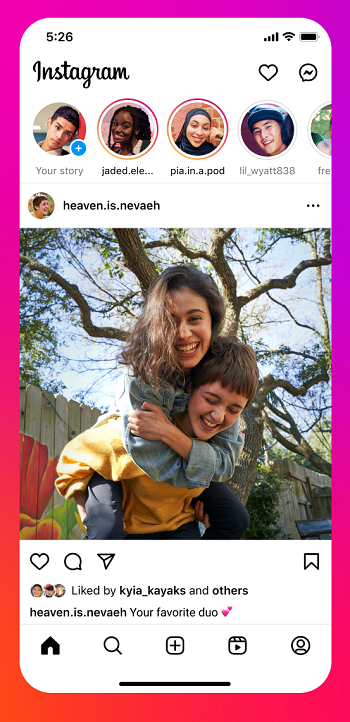 5:26
Instagram
Your story
jaded.ele...
pia.in.a.pod
lil_wyatt838
fre
heaven.is.nevaeh
Liked by kyia_kayaks and others
heaven.is.nevaeh Your favorite duo 💕